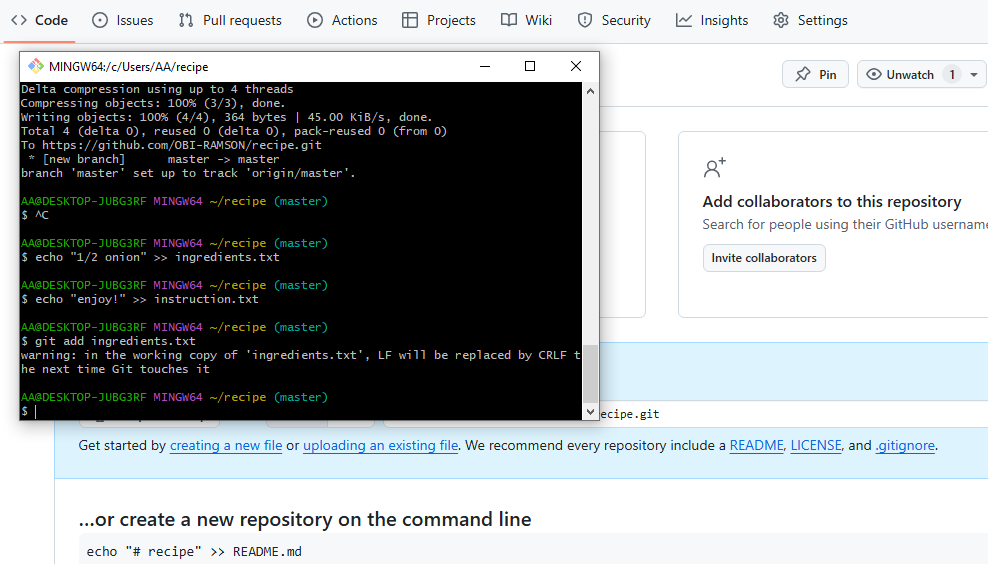 Code Issues Pull requests Actions Projects Wiki Security Insights Settings
MINGW64:/c/Users/AA/recipe
Pin Unwatch 1
Delta compression using up to 4 threads
Compressing objects: 100% (3/3), done.
Writing objects: 100% (4/4), 364 bytes | 45.00 KiB/s, done.
Total 4 (delta 0), reused 0 (delta 0), pack-reused 0 (from 0)
To https://github.com/OBI-RAMSON/recipe.git
 * [new branch]      master -> master
branch 'master' set up to track 'origin/master'.
AA@DESKTOP-JUBG3RF MINGW64 ~/recipe (master)
$ ^C
AA@DESKTOP-JUBG3RF MINGW64 ~/recipe (master)
$ echo "1/2 onion" >> ingredients.txt
AA@DESKTOP-JUBG3RF MINGW64 ~/recipe (master)
$ echo "enjoy!" >> instruction.txt
AA@DESKTOP-JUBG3RF MINGW64 ~/recipe (master)
$ git add ingredients.txt
warning: in the working copy of 'ingredients.txt', LF will be replaced by CRLF t
he next time Git touches it
AA@DESKTOP-JUBG3RF MINGW64 ~/recipe (master)
$
Add collaborators to this repository
Search for people using their GitHub username
Invite collaborators
ecipe.git
Get started by creating a new file or uploading an existing file. We recommend every repository include a README, LICENSE, and .gitignore.
...or create a new repository on the command line
echo "# recipe" >> README.md